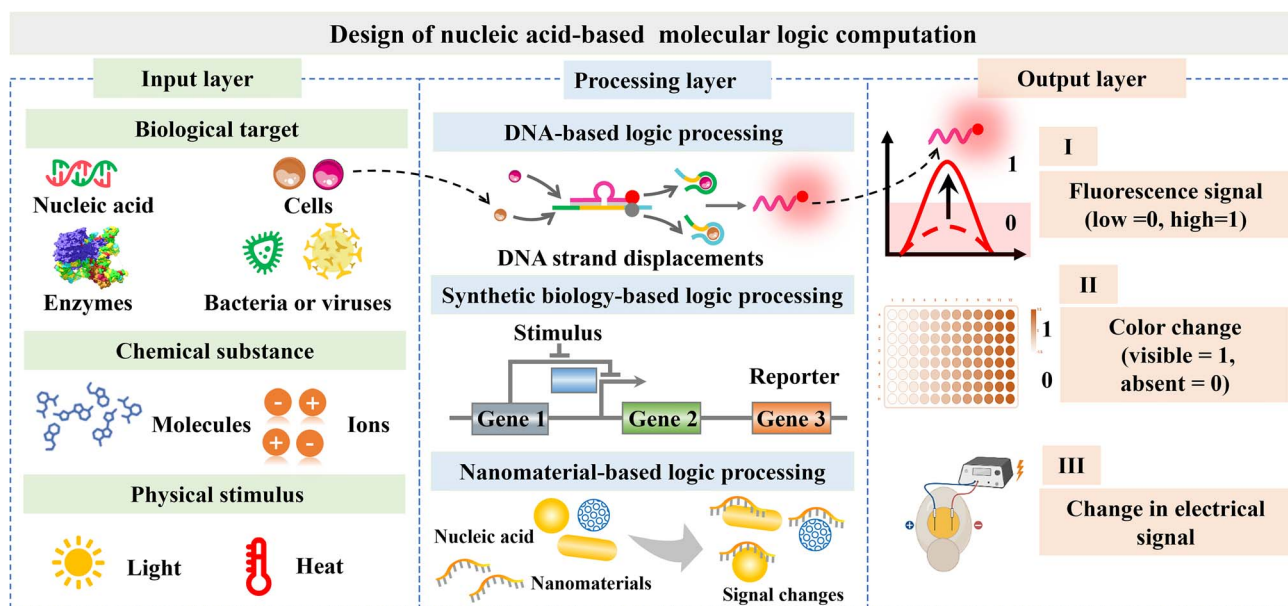 Design of nucleic acid-based molecular logic computation
Input layer
Biological target
Nucleic acid
Cells
Enzymes
Bacteria or viruses
Chemical substance
Molecules
- +
Ions
+ -
Physical stimulus
Light
Heat
Processing layer
DNA-based logic processing
DNA strand displacements
Synthetic biology-based logic processing
Stimulus
Reporter
Gene 1
Gene 2
Gene 3
Nanomaterial-based logic processing
Nucleic acid
Nanomaterials
Signal changes
Output layer
1
0
I
Fluorescence signal
(low =0, high=1)
1
0
II
Color change
(visible = 1,
absent = 0)
+ -
III
Change in electrical
signal